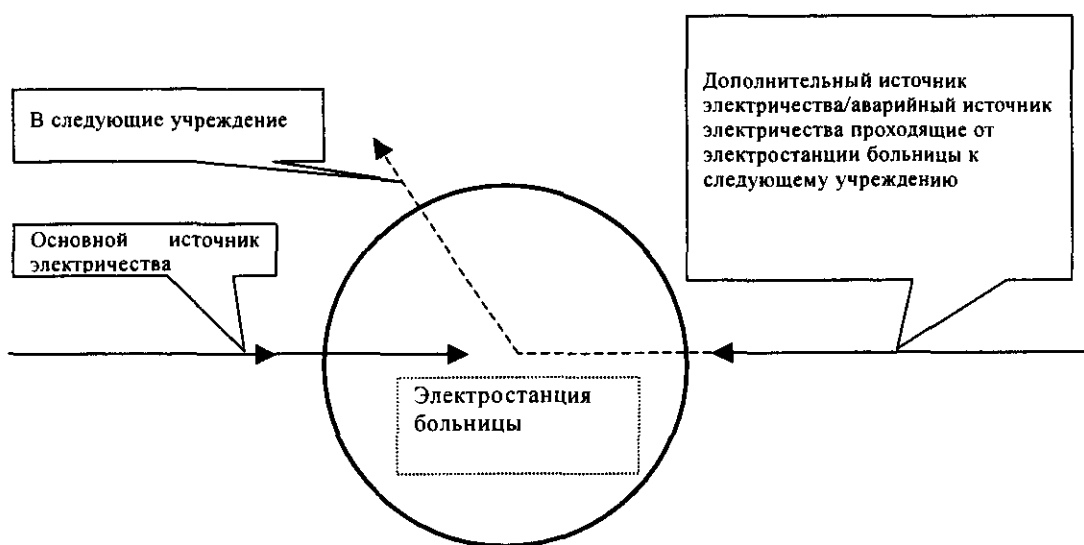 В следующие учреждение
Основной источник
электричества
Дополнительный источник
электричества/аварийный источник
электричества проходящие от
электростанции больницы к
следующему учреждению
Электростанция
больницы